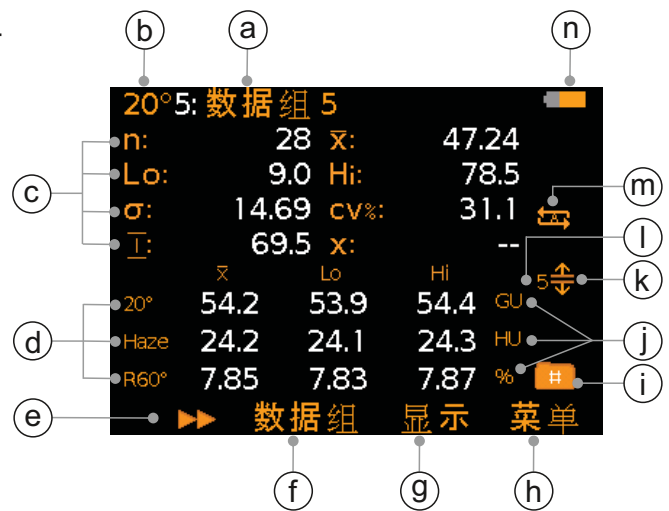 b a n
20°5: 数据组 5
n: 28 x̅: 47.24
Lo: 9.0 Hi: 78.5
c m
σ: 14.69 cv%: 31.1 A
I̅: 69.5 x: --
l
x̅ Lo Hi 5 k
20° 54.2 53.9 54.4 GU
d Haze 24.2 24.1 24.3 HU j
R60° 7.85 7.83 7.87 % # i
e 数据组 显示 菜单
f g h